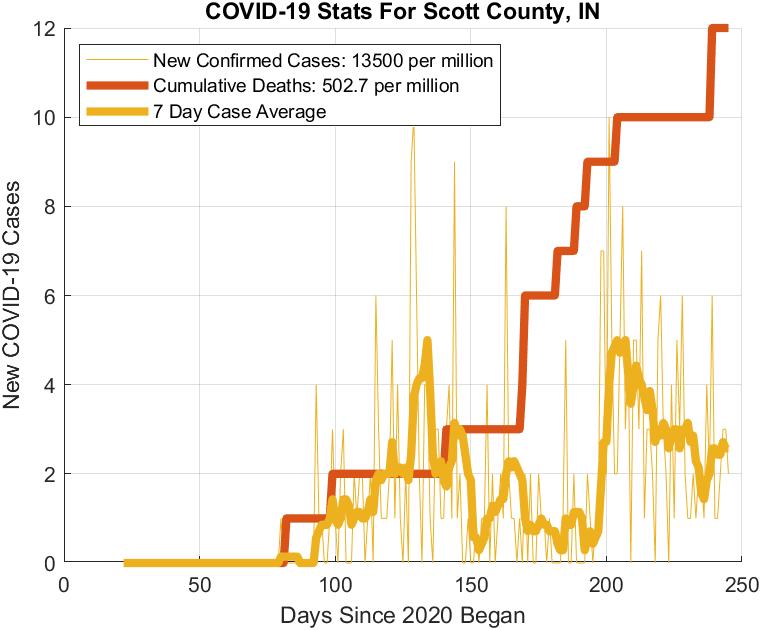 COVID-19 Stats For Scott County, IN
New Confirmed Cases: 13500 per million
Cumulative Deaths: 502.7 per million
7 Day Case Average
New COVID-19 Cases
12
10
8
6
4
2
0
0 50 100 150 200 250
Days Since 2020 Began